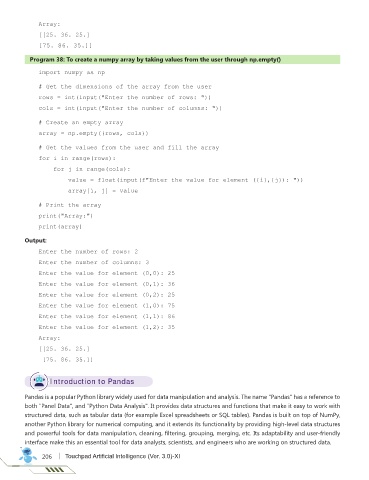 Array:
[[25. 36. 25.]
[75. 86. 35.]]
Program 38: To create a numpy array by taking values from the user through np.empty()
import numpy as np
# Get the dimensions of the array from the user
rows = int(input("Enter the number of rows: "))
cols = int(input("Enter the number of columns: "))
# Create an empty array
array = np.empty((rows, cols))
# Get the values from the user and fill the array
for i in range(rows):
for j in range(cols):
value = float(input(f"Enter the value for element ({i},{j}): "))
array[i, j] = value
# Print the array
print("Array:")
print(array)
Output:
Enter the number of rows: 2
Enter the number of columns: 3
Enter the value for element (0,0): 25
Enter the value for element (0,1): 36
Enter the value for element (0,2): 25
Enter the value for element (1,0): 75
Enter the value for element (1,1): 86
Enter the value for element (1,2): 35
Array:
[[25. 36. 25.]
[75. 86. 35.]]
Introduction to Pandas
Pandas is a popular Python library widely used for data manipulation and analysis. The name "Pandas" has a reference to
both "Panel Data", and "Python Data Analysis". It provides data structures and functions that make it easy to work with
structured data, such as tabular data (for example Excel spreadsheets or SQL tables). Pandas is built on top of NumPy,
another Python library for numerical computing, and it extends its functionality by providing high-level data structures
and powerful tools for data manipulation, cleaning, filtering, grouping, merging, etc. Its adaptability and user-friendly
interface make this an essential tool for data analysts, scientists, and engineers who are working on structured data.
206 Touchpad Artificial Intelligence (Ver. 3.0)-XI